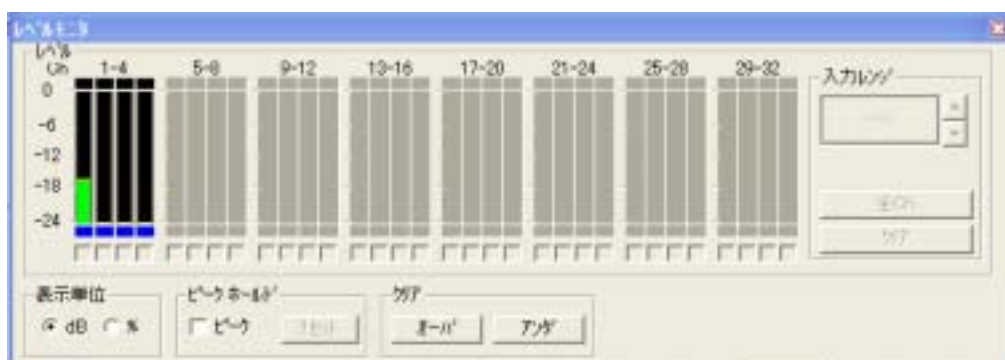 ﾚﾍﾞﾙﾓﾆﾀ
ﾚﾍﾞﾙ
Ch 1-4 5-8 9-12 13-16 17-20 21-24 25-28 29-32
0
-6
-12
-18
-24
入力ﾚﾝｼﾞ
全Ch
ｸﾘｱ
表示単位
dB %
ﾋﾟｰｸ ﾎｰﾙﾄﾞ
ﾋﾟｰｸ ﾘｾｯﾄ
ｸﾘｱ
ｵｰﾊﾞ ｱﾝﾀﾞ